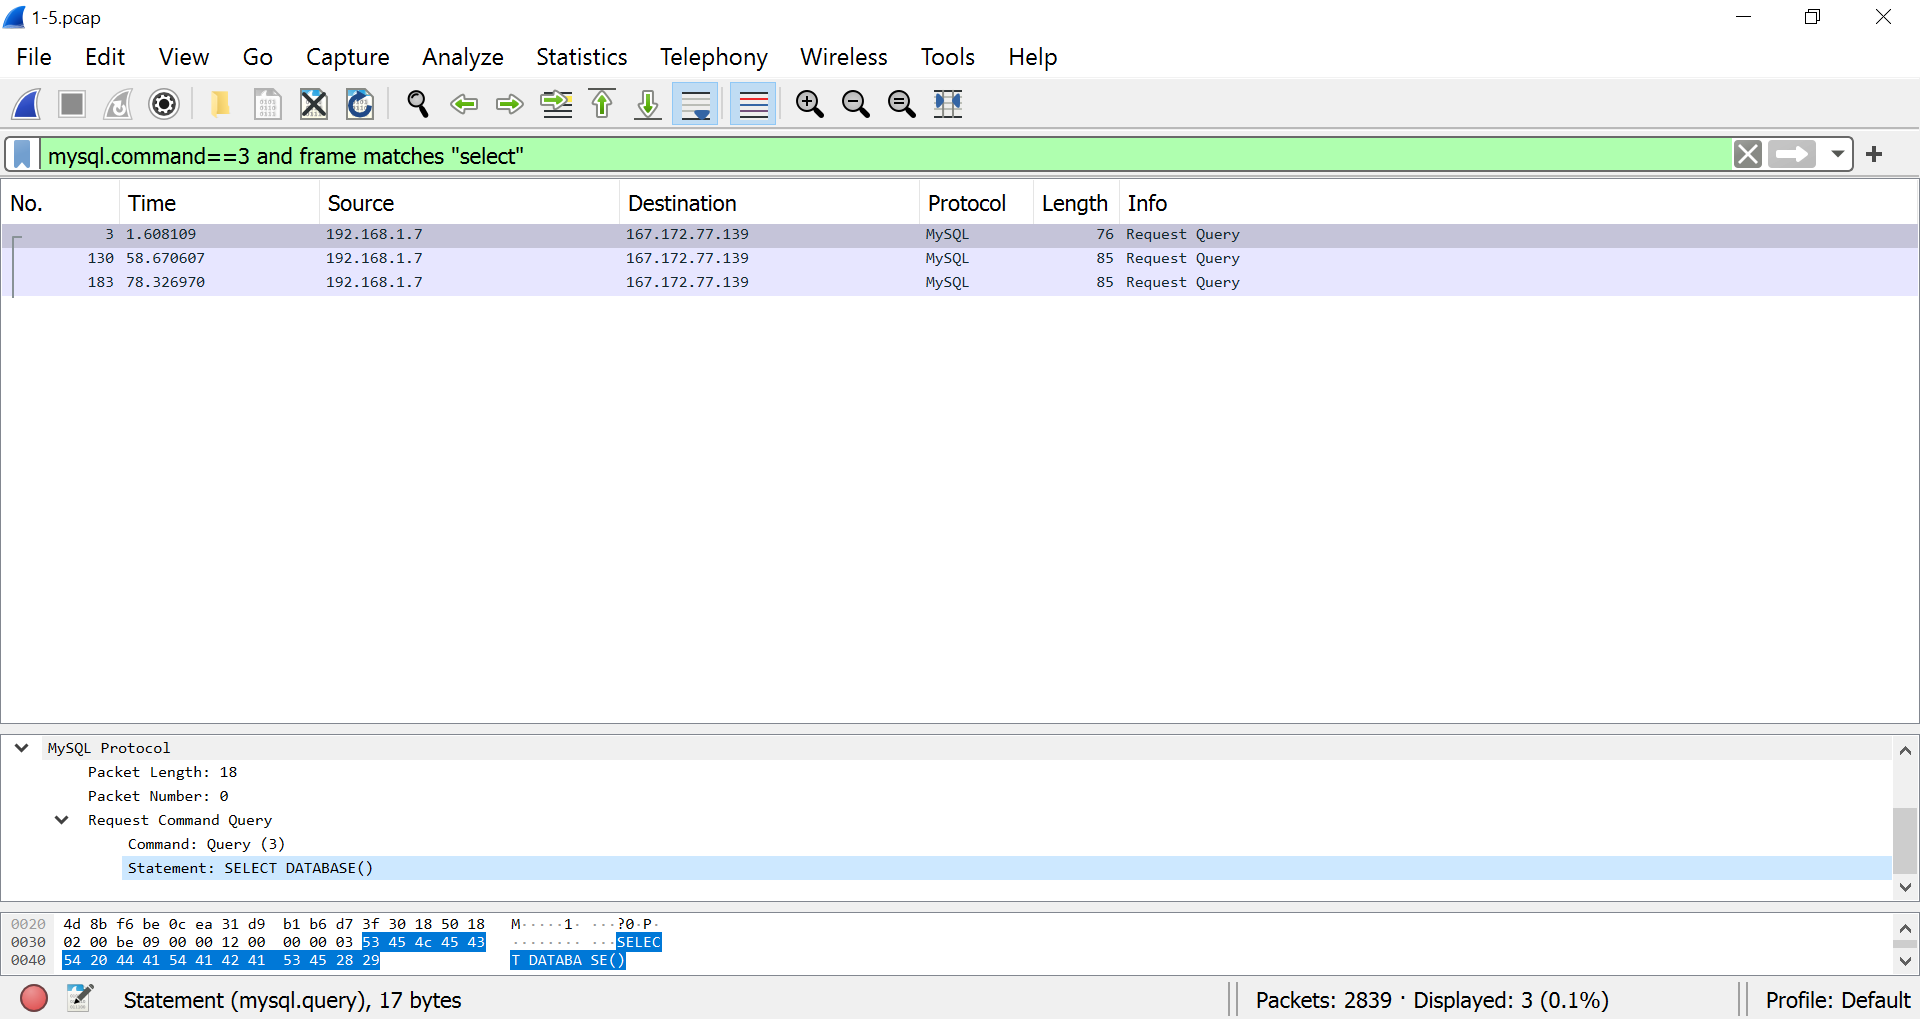 1-5.pcap
File Edit View Go Capture Analyze Statistics Telephony Wireless Tools Help
mysql.command==3 and frame matches "select"
No. Time Source Destination Protocol Length Info
3 1.608109 192.168.1.7 167.172.77.139 MySQL 76 Request Query
130 58.670607 192.168.1.7 167.172.77.139 MySQL 85 Request Query
183 78.326970 192.168.1.7 167.172.77.139 MySQL 85 Request Query
MySQL Protocol
Packet Length: 18
Packet Number: 0
Request Command Query
Command: Query (3)
Statement: SELECT DATABASE()
0020 4d 8b f6 be 0c ea 31 d9 b1 b6 d7 3f 30 18 50 18 M·····1· ···?0·P·
0030 02 00 be 09 00 00 12 00 00 00 03 53 45 4c 45 43 ········ ···SELEC
0040 54 20 44 41 54 41 42 41 53 45 28 29 T DATABA SE()
Statement (mysql.query), 17 bytes
Packets: 2839 · Displayed: 3 (0.1%)
Profile: Default